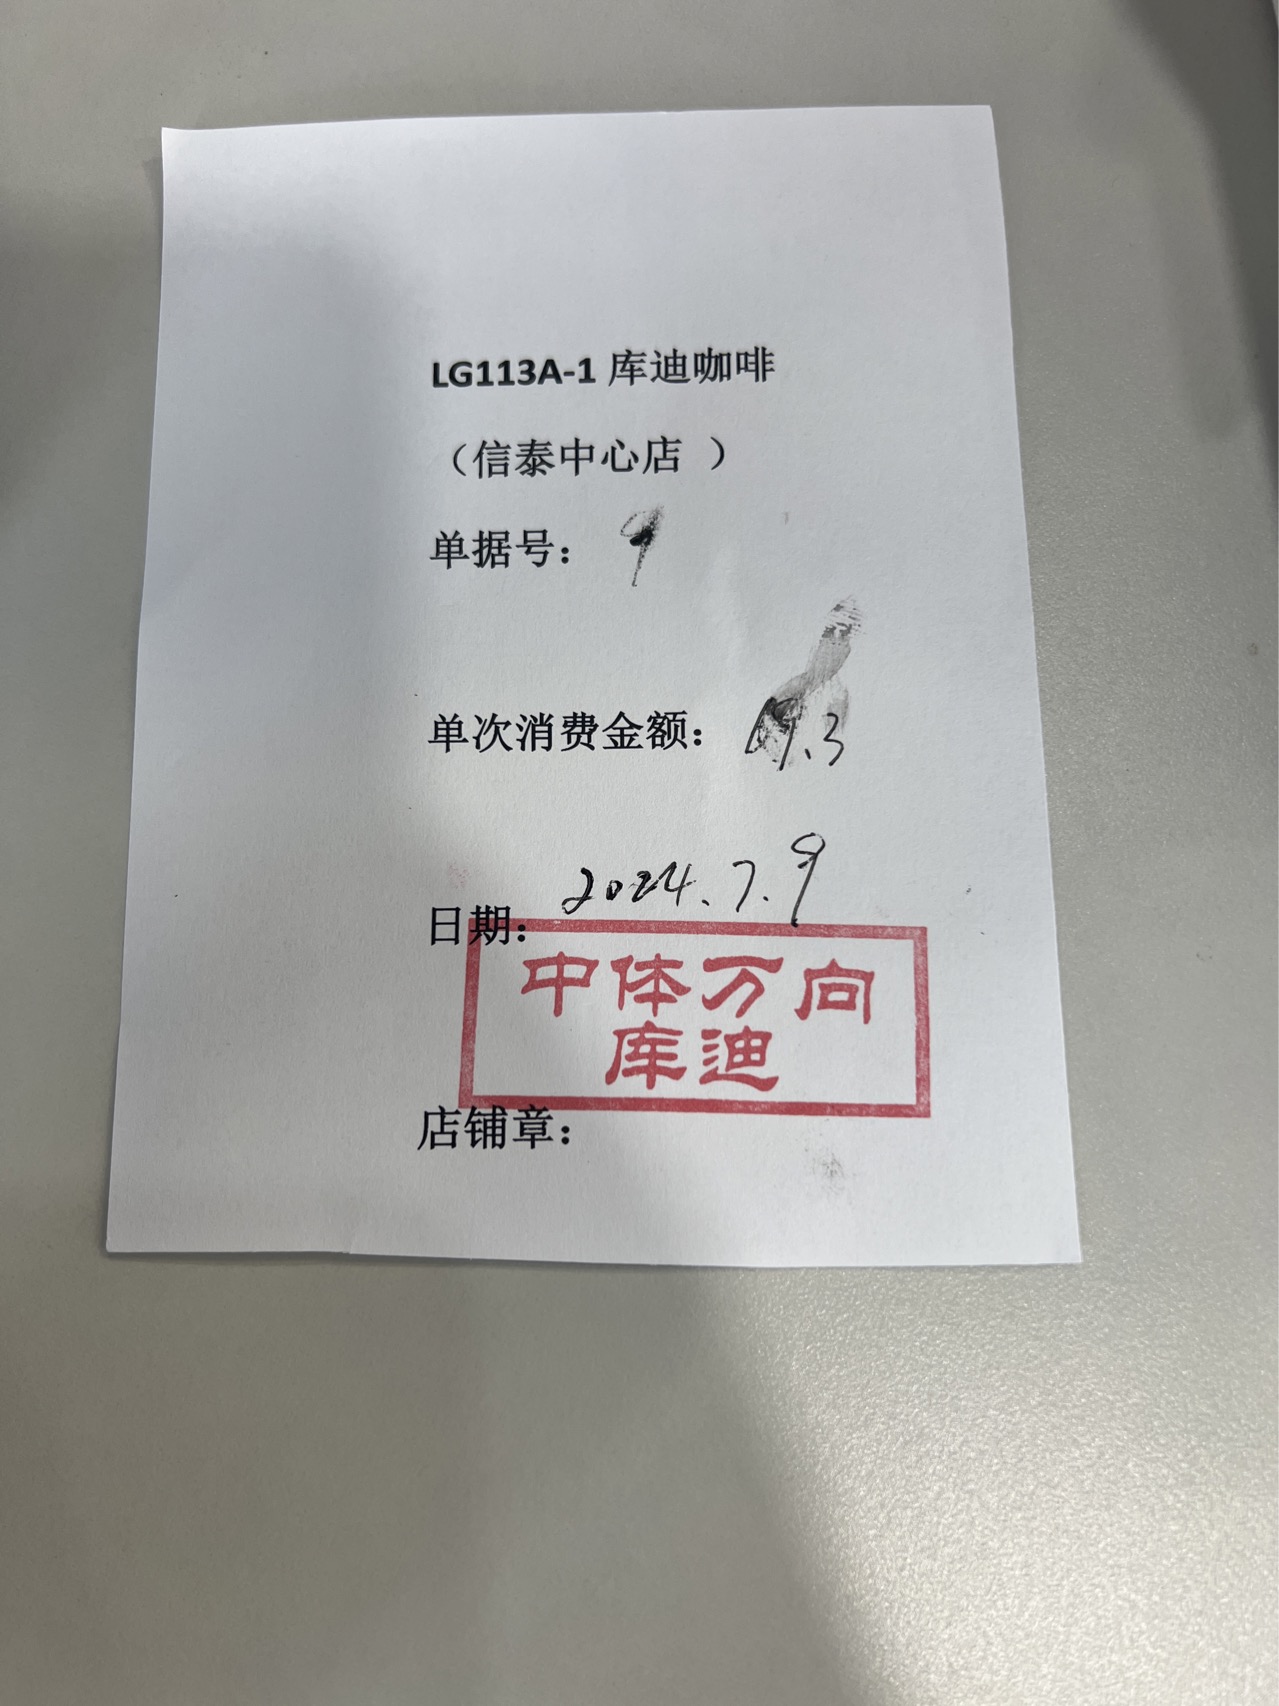 LG113A-1 库迪咖啡
（信泰中心店 ）
单据号： 9
单次消费金额：
日期： 2024.7.9
中体万向
库迪
店铺章：